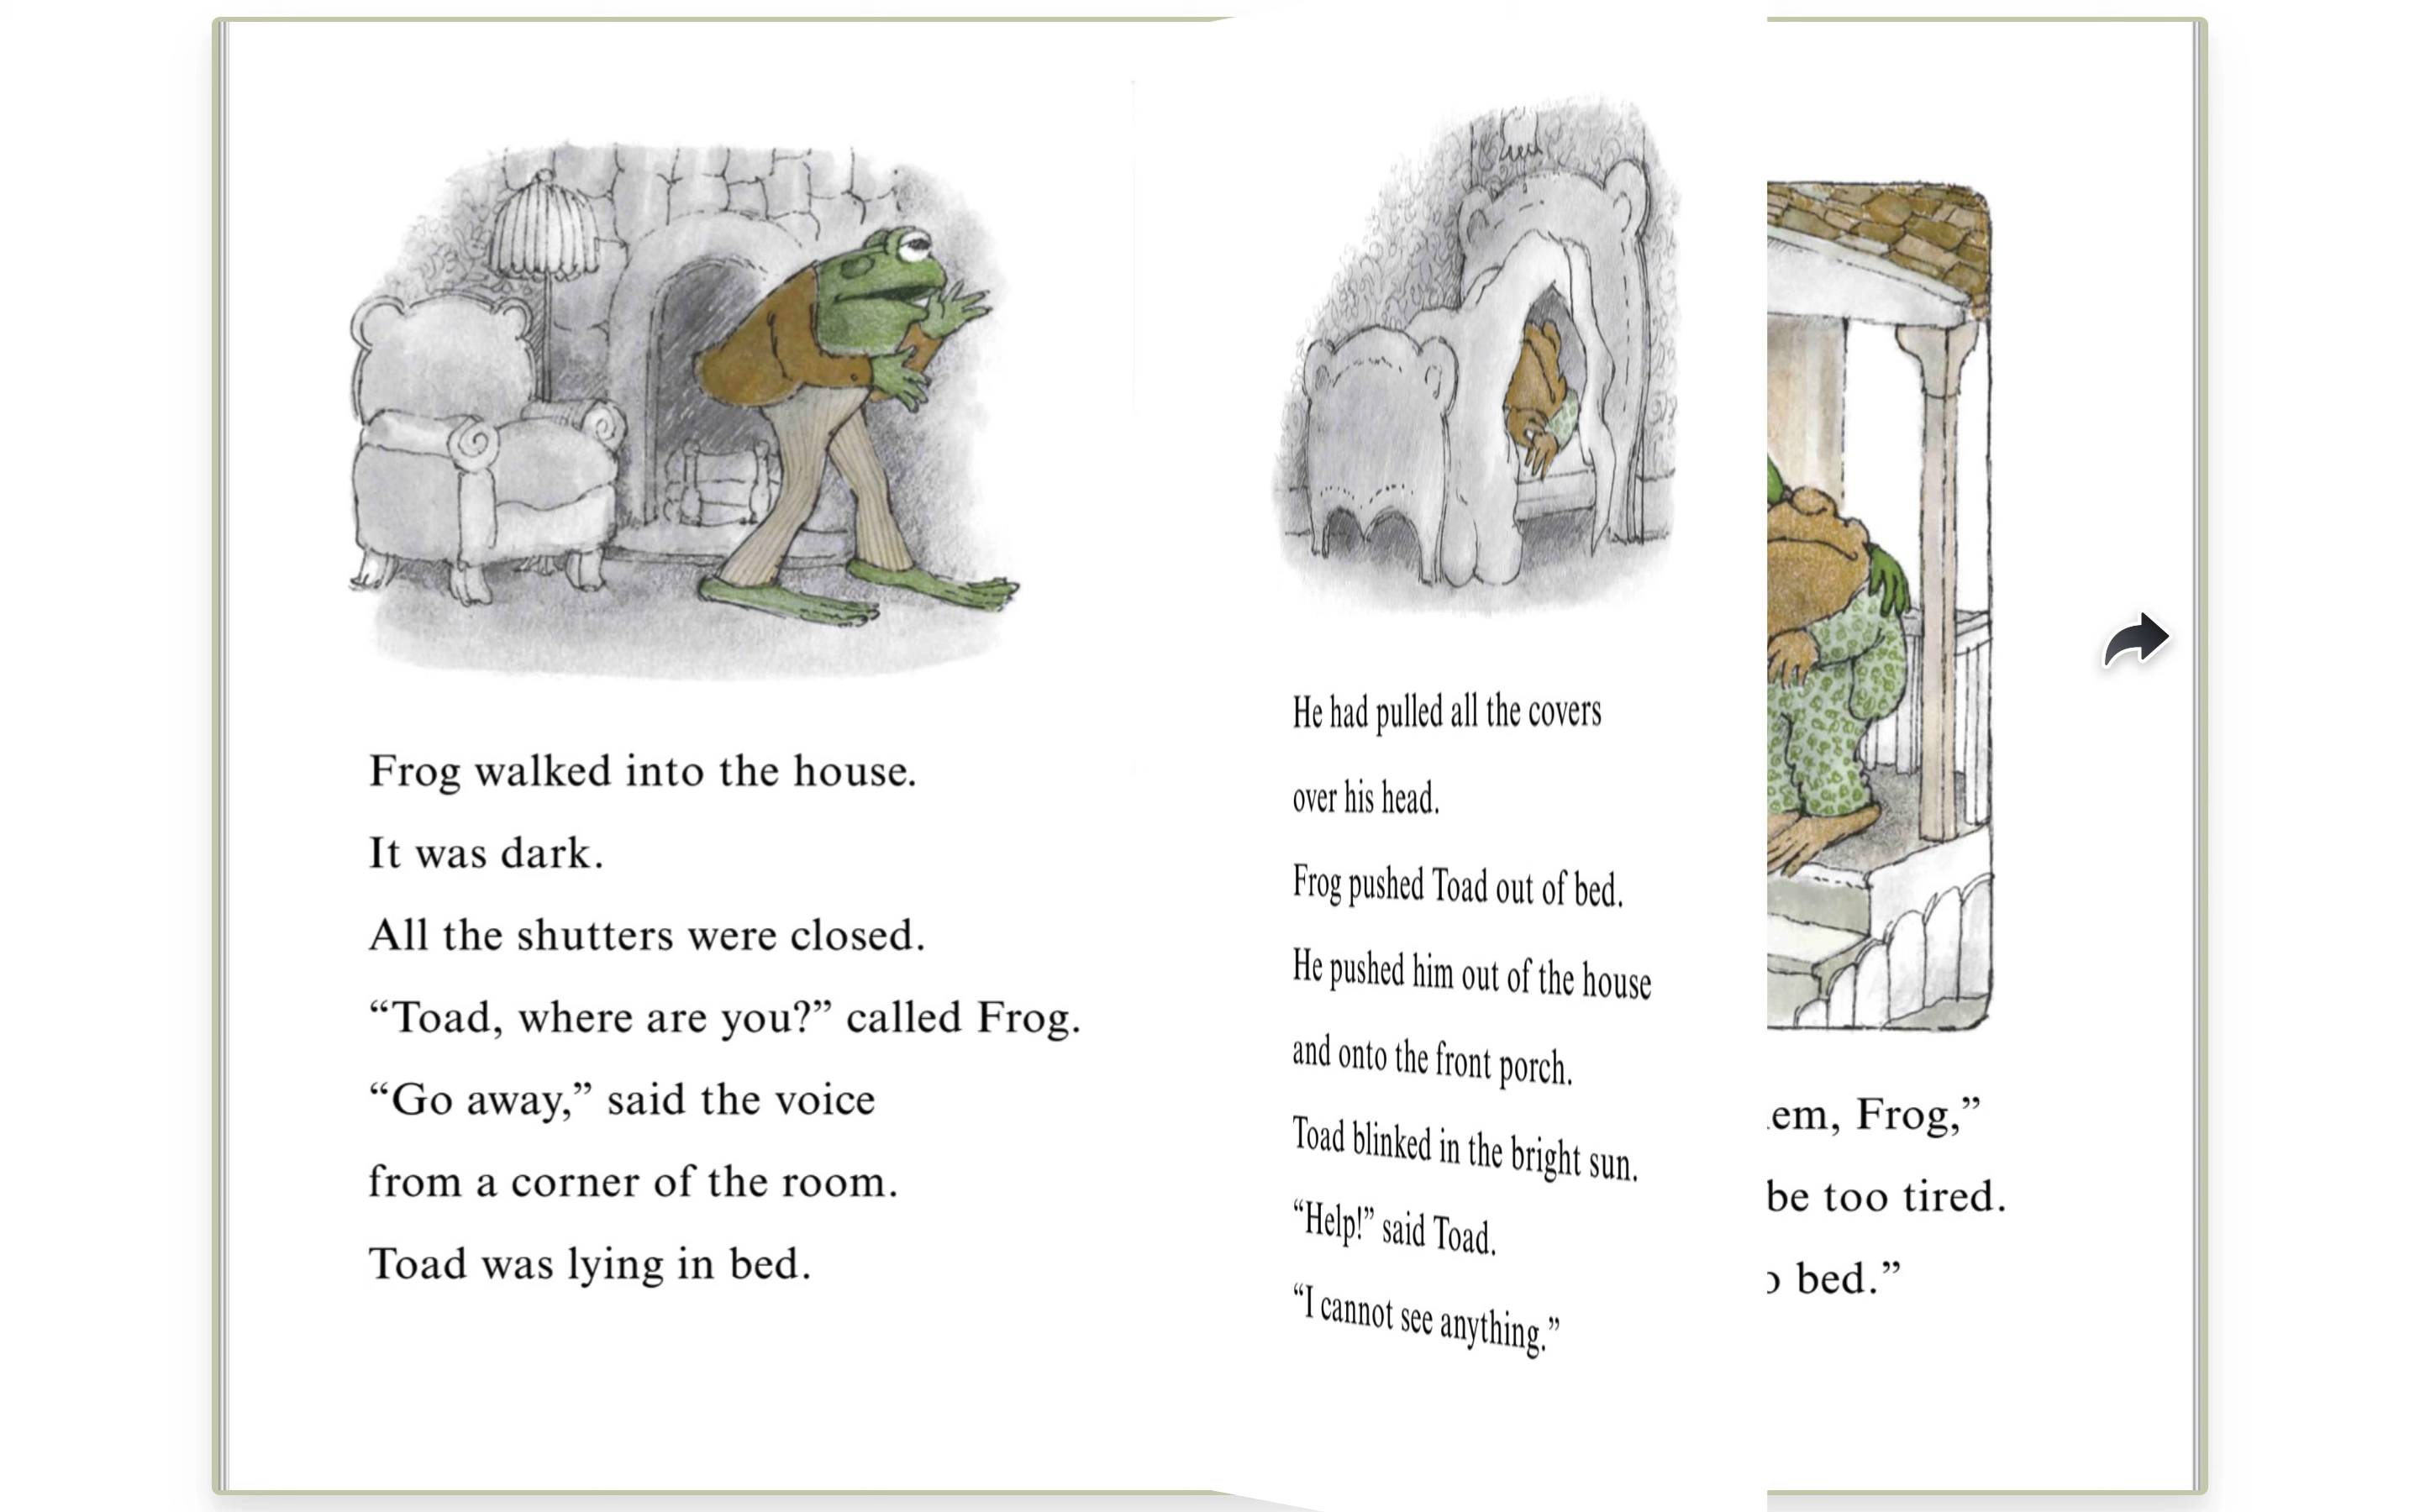 Frog walked into the house.
It was dark.
All the shutters were closed.
“Toad, where are you?” called Frog.
“Go away,” said the voice
from a corner of the room.
Toad was lying in bed.
He had pulled all the covers
over his head.
Frog pushed Toad out of bed.
He pushed him out of the house
and onto the front porch.
Toad blinked in the bright sun.
“Help!” said Toad.
“I cannot see anything.”
em, Frog,”
be too tired.
bed.”